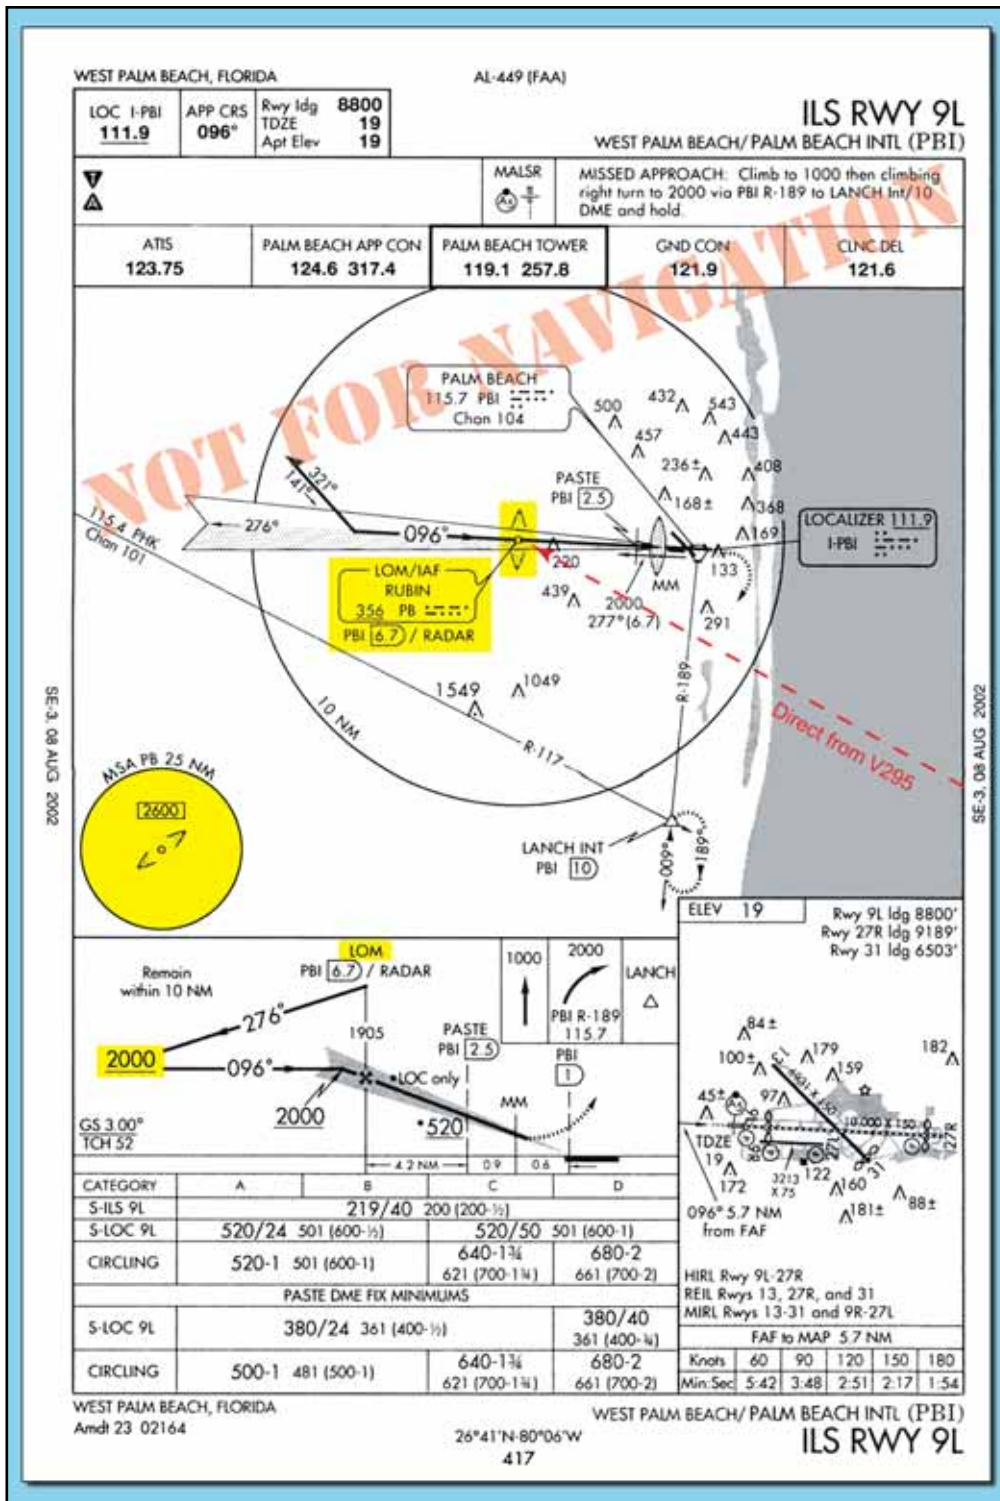 WEST PALM BEACH, FLORIDA
AL-449 (FAA)
LOC I-PBI
111.9
APP CRS
096°
Rwy ldg 8800
TDZE 19
Apt Elev 19
ILS RWY 9L
WEST PALM BEACH/ PALM BEACH INTL (PBI)
T
A
MALSR
A5
MISSED APPROACH: Climb to 1000 then climbing
right turn to 2000 via PBI R-189 to LANCH Int/10
DME and hold.
ATIS
123.75
PALM BEACH APP CON
124.6 317.4
PALM BEACH TOWER
119.1 257.8
GND CON
121.9
CLNC DEL
121.6
NOT FOR NAVIGATION
PALM BEACH
115.7 PBI
Chan 104
500
432
543
443
457
236±
408
168±
368
169
133
291
220
439
1049
1549
PASTE
PBI 2.5
LOCALIZER 111.9
I-PBI
321°
141°
276°
096°
115.4 PHK
Chan 101
LOM/IAF
RUBIN
356 PB
PBI 6.7 / RADAR
MM
2000
277° (6.7)
R-189
Direct from V295
10 NM
R-117
LANCH INT
PBI 10
009°
189°
MSA PB 25 NM
2600
SE-3, 08 AUG 2002
SE-3, 08 AUG 2002
Remain
within 10 NM
LOM
PBI 6.7 / RADAR
276°
2000
096°
1905
2000
PASTE
PBI 2.5
LOC only
520
MM
PBI
1
GS 3.00°
TCH 52
4.2 NM 0.9 0.6
1000
2000
PBI R-189
115.7
LANCH
ELEV 19
Rwy 9L ldg 8800'
Rwy 27R ldg 9189'
Rwy 31 ldg 6503'
84±
179
182
100±
159
97
45±
6931 X 150
10,000 X 150
27R
9L
9R
27L
TDZE
19
3213
X 75
122
31
172
160
181±
88±
096° 5.7 NM
from FAF
HIRL Rwy 9L-27R
REIL Rwys 13, 27R, and 31
MIRL Rwys 13-31 and 9R-27L
FAF to MAP 5.7 NM
Knots 60 90 120 150 180
Min:Sec 5:42 3:48 2:51 2:17 1:54
CATEGORY A B C D
S-ILS 9L 219/40 200 (200-½)
S-LOC 9L 520/24 501 (600-½) 520/50 501 (600-1)
CIRCLING 520-1 501 (600-1) 640-1¾ 621 (700-1¾) 680-2 661 (700-2)
PASTE DME FIX MINIMUMS
S-LOC 9L 380/24 361 (400-½) 380/40 361 (400-¾)
CIRCLING 500-1 481 (500-1) 640-1¾ 621 (700-1¾) 680-2 661 (700-2)
WEST PALM BEACH, FLORIDA
Amdt 23 02164
26°41'N-80°06'W
417
WEST PALM BEACH/ PALM BEACH INTL (PBI)
ILS RWY 9L